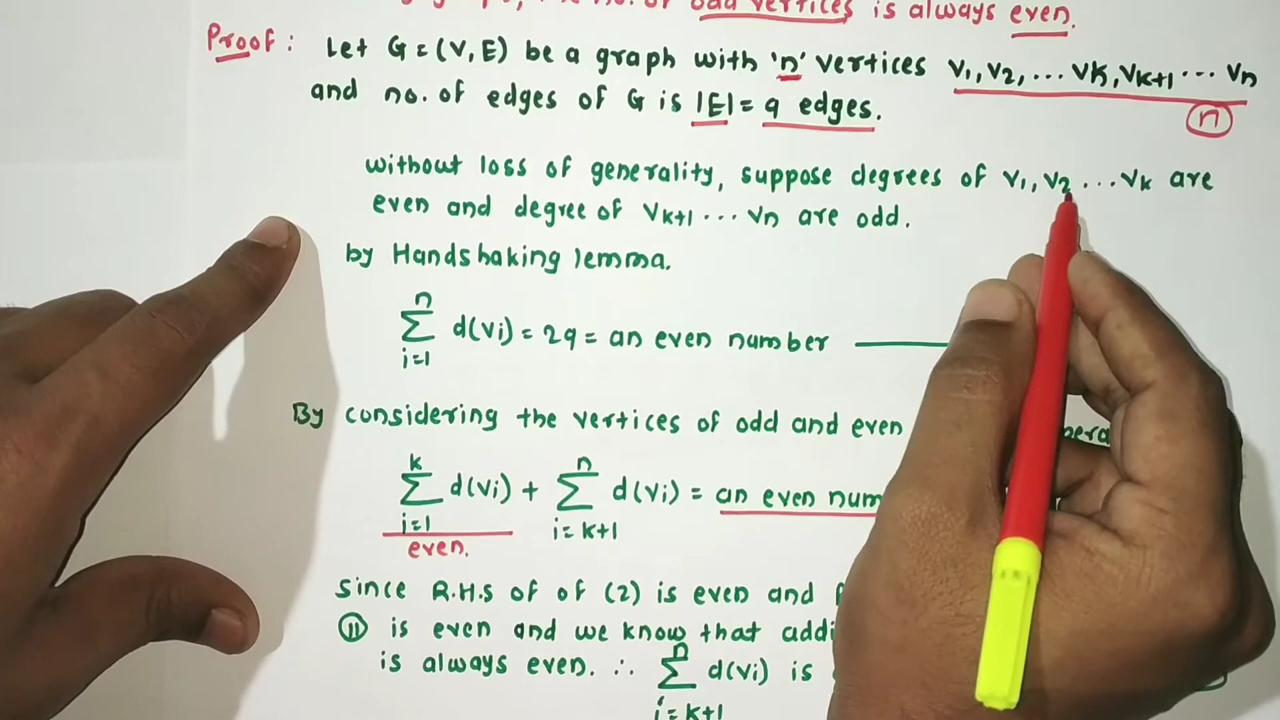 odd vertices is always even.
Proof: Let G = (V, E) be a graph with 'n' vertices v1, v2, ... vk, vk+1 ... vn
and no. of edges of G is |E| = q edges. n
without loss of generality, suppose degrees of v1, v2 ... vk are
even and degree of vk+1 ... vn are odd.
by Handshaking lemma.
n
∑ d(vi) = 2q = an even number
i=1
By considering the vertices of odd and even
k n
∑ d(vi) + ∑ d(vi) = an even num
i=1 i=k+1
even.
Since R.H.S of of (2) is even and
11 is even and we know that addi
n
is always even. ∴ ∑ d(vi) is
i=k+1